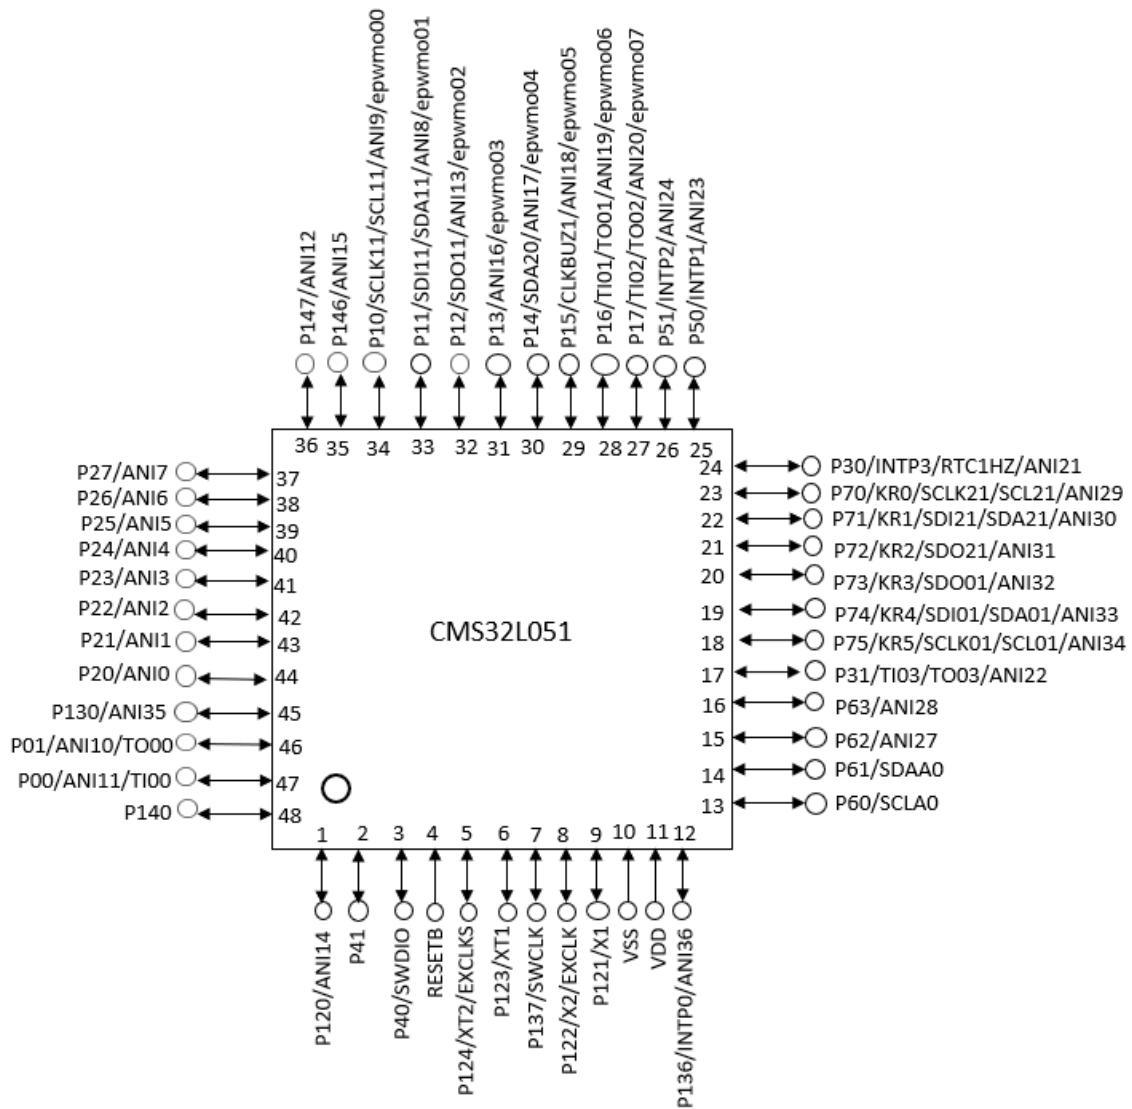 P147/ANI12
P146/ANI15
P10/SCLK11/SCL11/ANI9/epwmo00
P11/SDI11/SDA11/ANI8/epwmo01
P12/SDO11/ANI13/epwmo02
P13/ANI16/epwmo03
P14/SDA20/ANI17/epwmo04
P15/CLKBUZ1/ANI18/epwmo05
P16/TI01/TO01/ANI19/epwmo06
P17/TI02/TO02/ANI20/epwmo07
P51/INTP2/ANI24
P50/INTP1/ANI23
36 35 34 33 32 31 30 29 28 27 26 25
P27/ANI7 37
P26/ANI6 38
P25/ANI5 39
P24/ANI4 40
P23/ANI3 41
P22/ANI2 42
P21/ANI1 43
P20/ANI0 44
P130/ANI35 45
P01/ANI10/TO00 46
P00/ANI11/TI00 47
P140 48
CMS32L051
24 P30/INTP3/RTC1HZ/ANI21
23 P70/KR0/SCLK21/SCL21/ANI29
22 P71/KR1/SDI21/SDA21/ANI30
21 P72/KR2/SDO21/ANI31
20 P73/KR3/SDO01/ANI32
19 P74/KR4/SDI01/SDA01/ANI33
18 P75/KR5/SCLK01/SCL01/ANI34
17 P31/TI03/TO03/ANI22
16 P63/ANI28
15 P62/ANI27
14 P61/SDAA0
13 P60/SCLA0
1 2 3 4 5 6 7 8 9 10 11 12
P120/ANI14
P41
P40/SWDIO
RESETB
P124/XT2/EXCLKS
P123/XT1
P137/SWCLK
P122/X2/EXCLK
P121/X1
VSS
VDD
P136/INTP0/ANI36